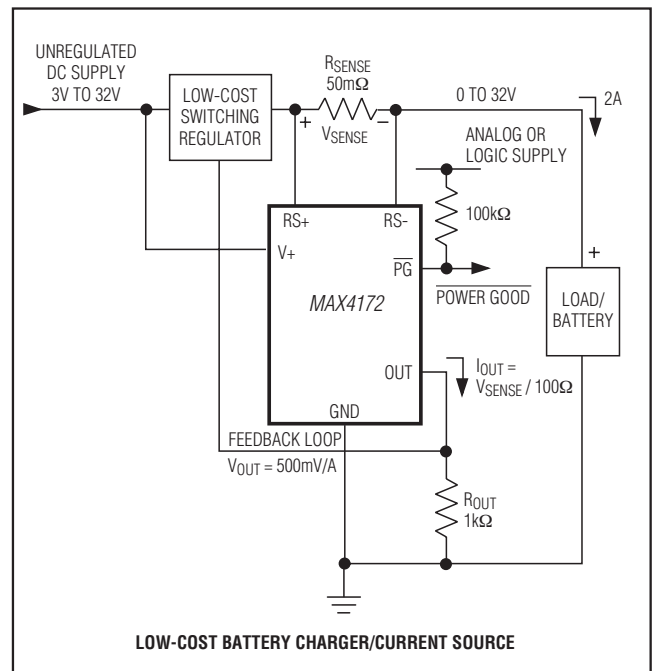 UNREGULATED
DC SUPPLY
3V TO 32V
LOW-COST
SWITCHING
REGULATOR
RSENSE
50mΩ
+
−
VSENSE
0 TO 32V
2A
ANALOG OR
LOGIC SUPPLY
100kΩ
RS+
RS-
V+
PG
POWER GOOD
MAX4172
+
LOAD/
BATTERY
OUT
IOUT =
VSENSE / 100Ω
GND
FEEDBACK LOOP
VOUT = 500mV/A
ROUT
1kΩ
LOW-COST BATTERY CHARGER/CURRENT SOURCE